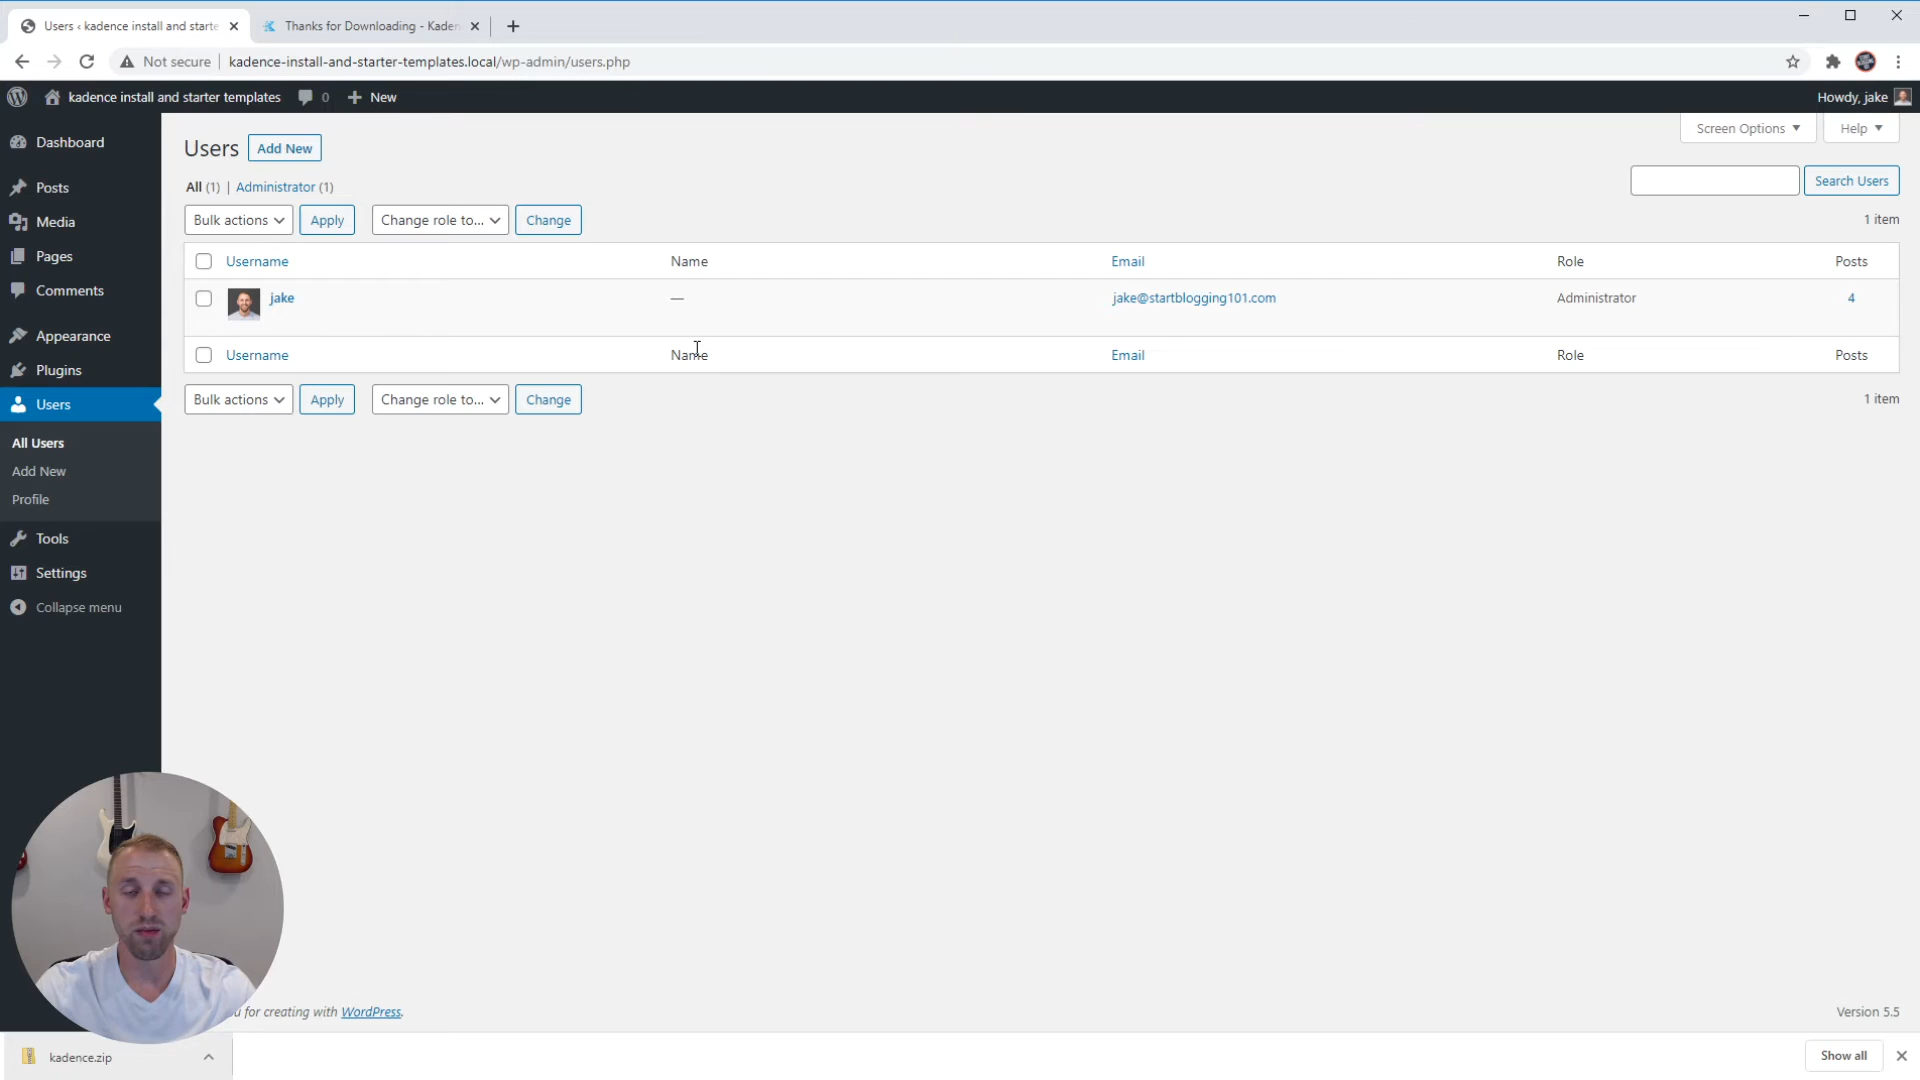 Users ‹ kadence install and starte
Thanks for Downloading - Kaden
Not secure
kadence-install-and-starter-templates.local/wp-admin/users.php
kadence install and starter templates
0
New
Howdy, jake
Dashboard
Posts
Media
Pages
Comments
Appearance
Plugins
Users
All Users
Add New
Profile
Tools
Settings
Collapse menu
Screen Options
Help
Users
Add New
All (1) | Administrator (1)
Search Users
Bulk actions
Apply
Change role to...
Change
1 item
Username
Name
Email
Role
Posts
jake
—
jake@startblogging101.com
Administrator
4
Username
Name
Email
Role
Posts
Bulk actions
Apply
Change role to...
Change
1 item
for creating with WordPress.
Version 5.5
kadence.zip
Show all